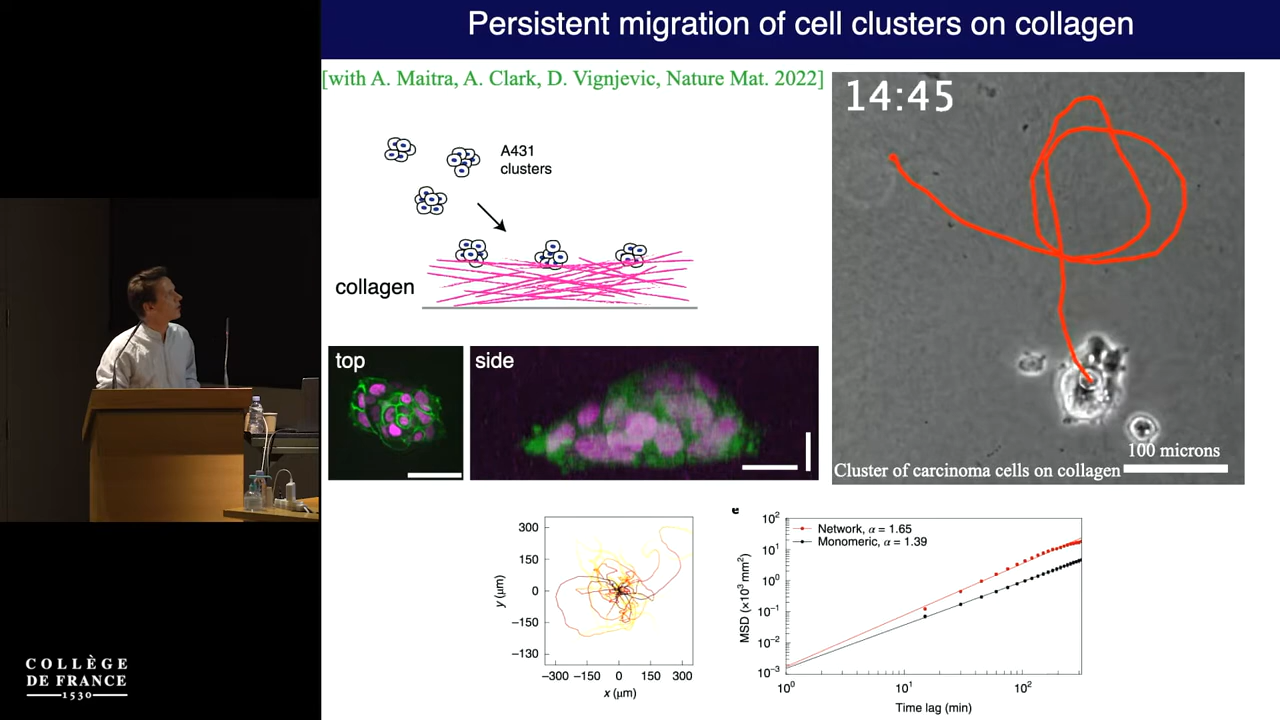 Persistent migration of cell clusters on collagen
[with A. Maitra, A. Clark, D. Vignjevic, Nature Mat. 2022]
14:45
A431
clusters
collagen
top
side
100 microns
Cluster of carcinoma cells on collagen
300
150
0
−150
−130
y (μm)
−300 −150 0 150 300
x (μm)
e
Network, α = 1.65
Monomeric, α = 1.39
10²
10¹
10⁰
10⁻¹
10⁻²
10⁻³
MSD (×10³ mm²)
10⁰ 10¹ 10²
Time lag (min)
COLLÈGE
DE FRANCE
1530